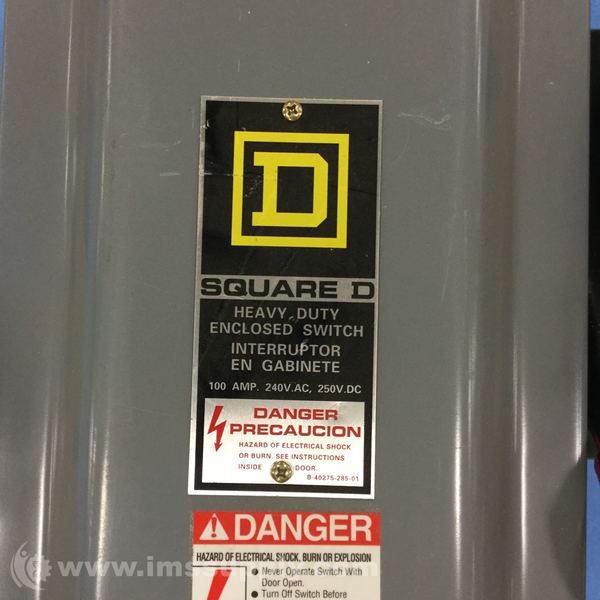 D
SQUARE D
HEAVY DUTY
ENCLOSED SWITCH
INTERRUPTOR
EN GABINETE
100 AMP. 240V.AC, 250V.DC
DANGER
PRECAUCION
HAZARD OF ELECTRICAL SHOCK
OR BURN. SEE INSTRUCTIONS
INSIDE DOOR.
B-40275-285-01
DANGER
HAZARD OF ELECTRICAL SHOCK, BURN OR EXPLOSION
• Never Operate Switch With
Door Open.
• Turn Off Switch Before